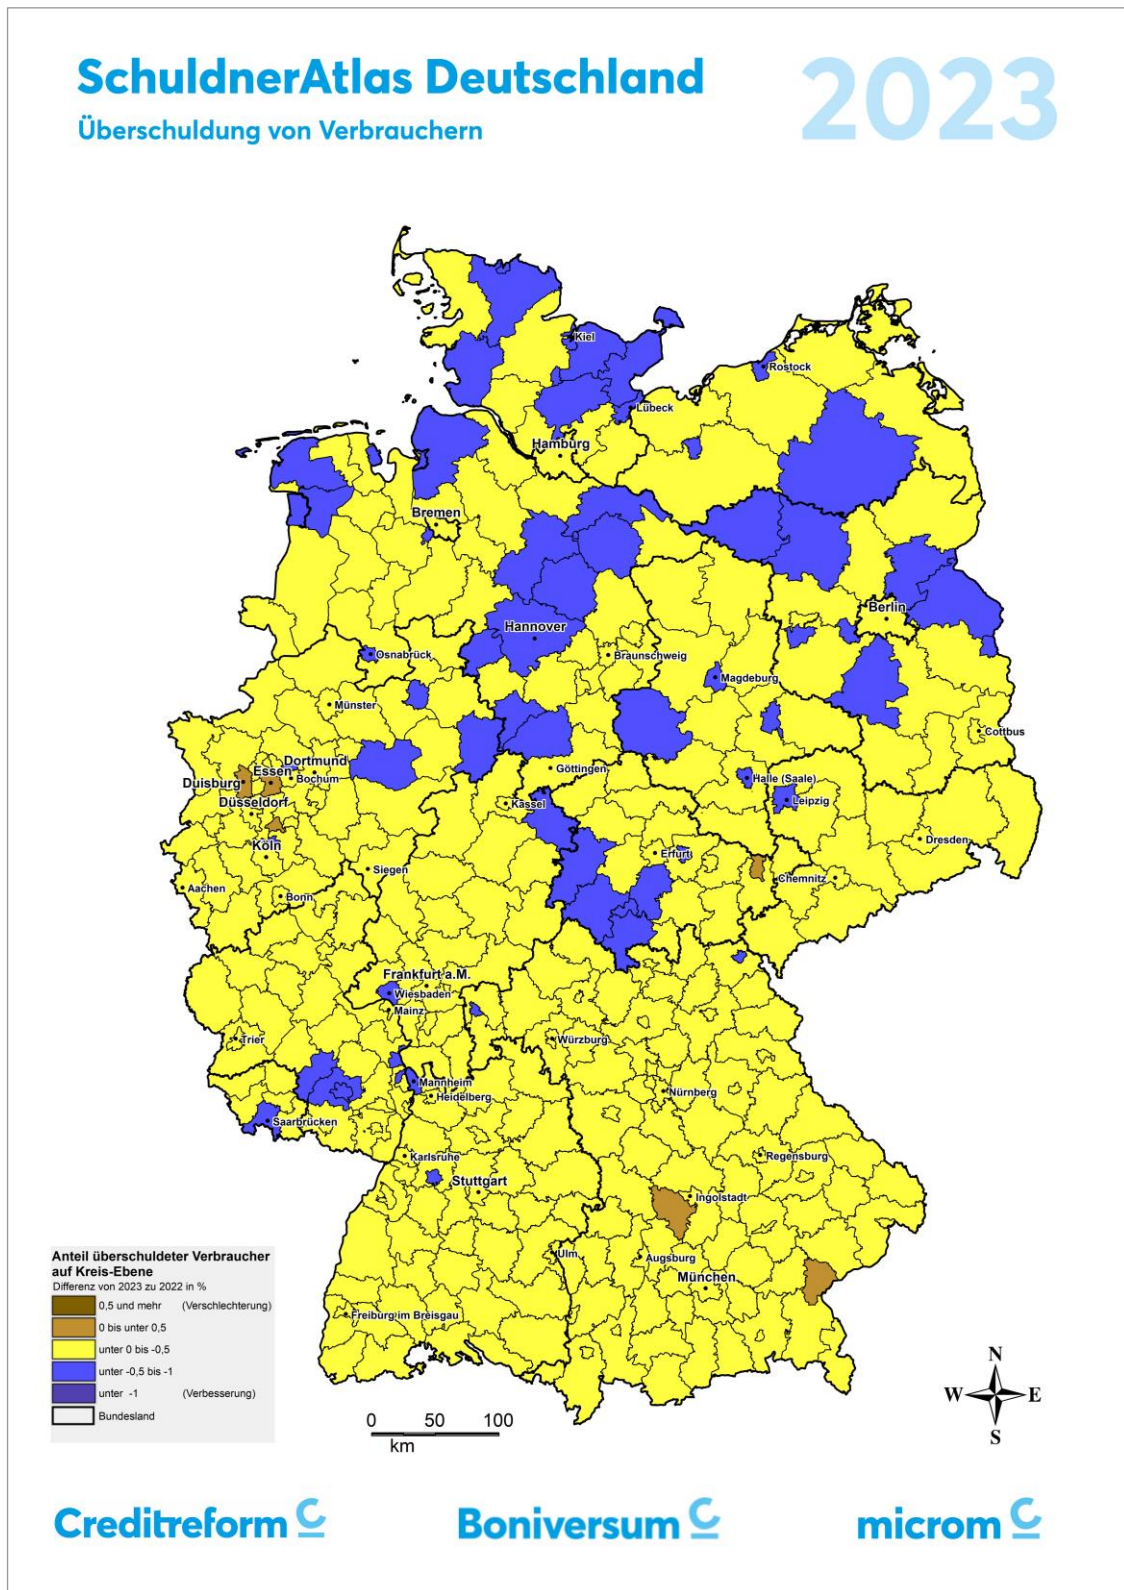 SchuldnerAtlas Deutschland
2023
Überschuldung von Verbrauchern
Kiel
Rostock
Lübeck
Hamburg
Bremen
Berlin
Hannover
Osnabrück
Braunschweig
Magdeburg
Münster
Cottbus
Dortmund
Essen
Bochum
Duisburg
Göttingen
Halle (Saale)
Düsseldorf
Kassel
Leipzig
Köln
Dresden
Erfurt
Siegen
Chemnitz
Aachen
Bonn
Frankfurt a.M.
Wiesbaden
Mainz
Trier
Würzburg
Mannheim
Nürnberg
Heidelberg
Saarbrücken
Karlsruhe
Regensburg
Stuttgart
Ingolstadt
Ulm
Augsburg
München
Freiburg im Breisgau
Anteil überschuldeter Verbraucher
auf Kreis-Ebene
Differenz von 2023 zu 2022 in %
0,5 und mehr (Verschlechterung)
0 bis unter 0,5
unter 0 bis -0,5
unter -0,5 bis -1
unter -1 (Verbesserung)
Bundesland
0 50 100
km
N
W E
S
Creditreform C
Boniversum C
microm C